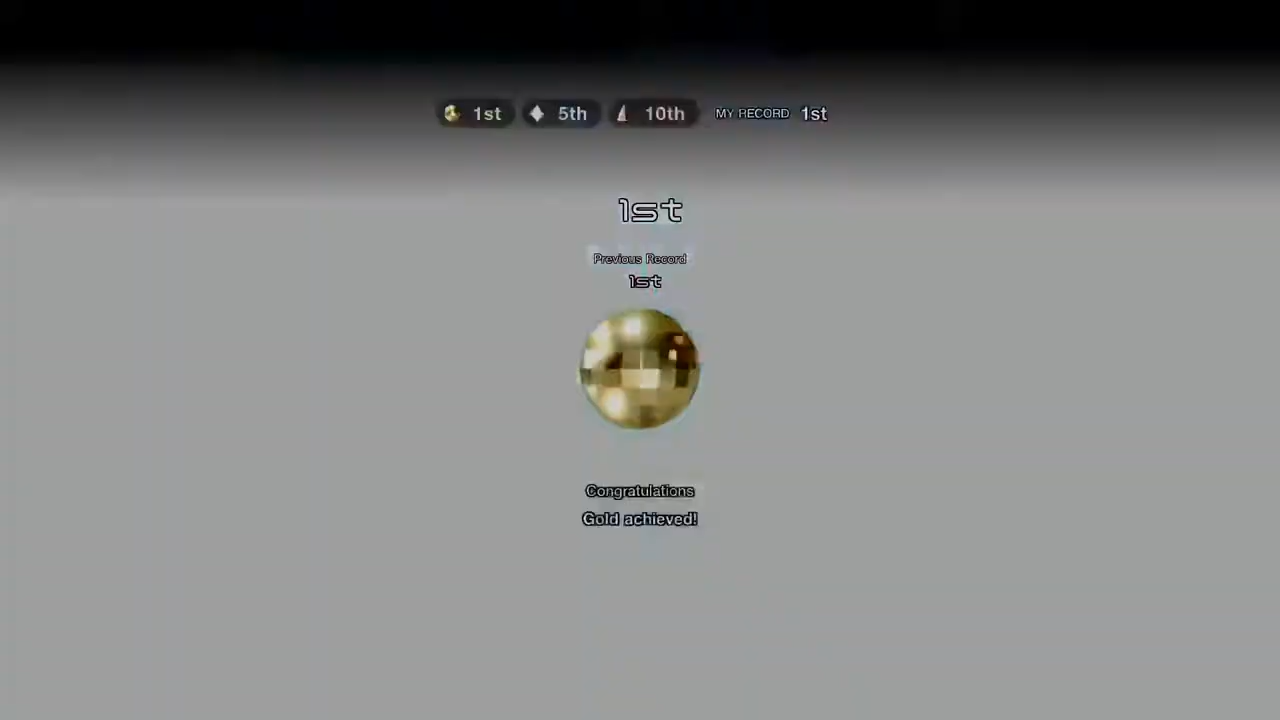 1st 5th 10th MY RECORD 1st
1st
Previous Record
1st
Congratulations
Gold achieved!